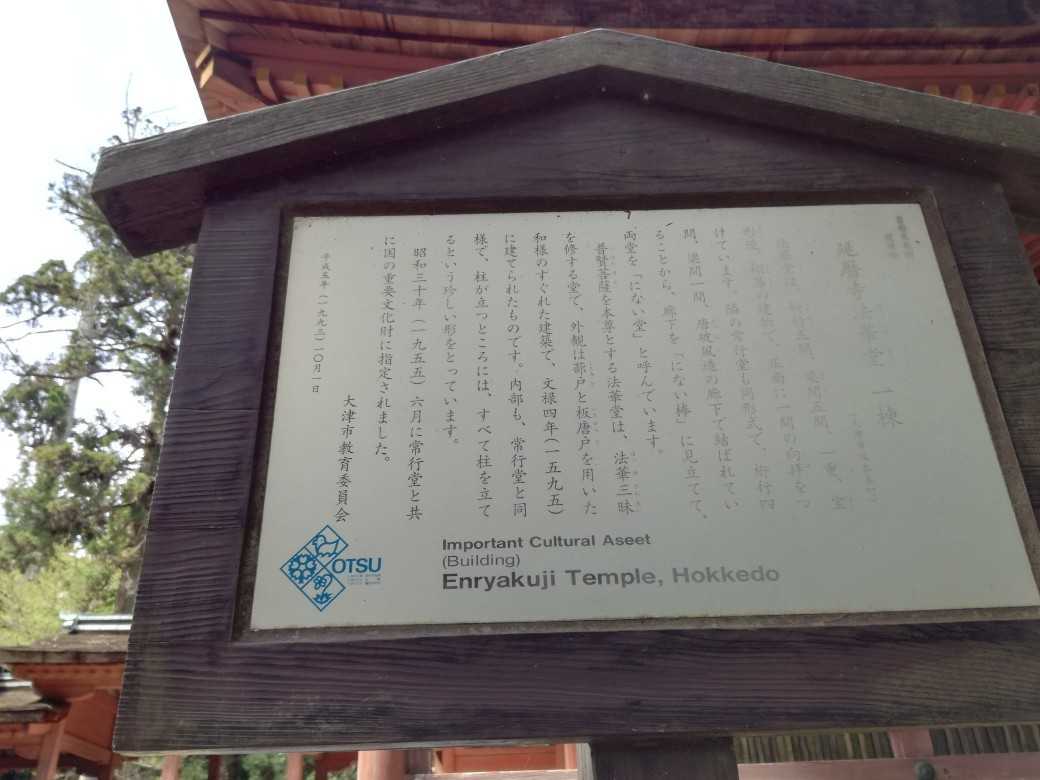 延暦寺 法華堂 一棟
法華堂は、桁行五間、梁間五間、一重、宝
形造、栩葺の建物で、正面に一間の向拝をつ
けています。隣の常行堂も同形式で、桁行四
間、梁間一間、唐破風造の廊下で結ばれてい
ることから、廊下を「にない棒」に見立てて、
両堂を「にない堂」と呼んでいます。
普賢菩薩を本尊とする法華堂は、法華三昧
を修する堂で、外観は蔀戸と板唐戸を用いた
和様のすぐれた建築で、文禄四年(一五九五)
に建てられたものです。内部も、常行堂と同
様で、柱が立つところには、すべて柱を立て
るという珍しい形をとっています。
昭和三十年(一九五五)六月に常行堂と共
に国の重要文化財に指定されました。
大津市教育委員会
平成五年(一九九三)一〇月一日
OTSU
Important Cultural Aseet
(Building)
Enryakuji Temple, Hokkedo